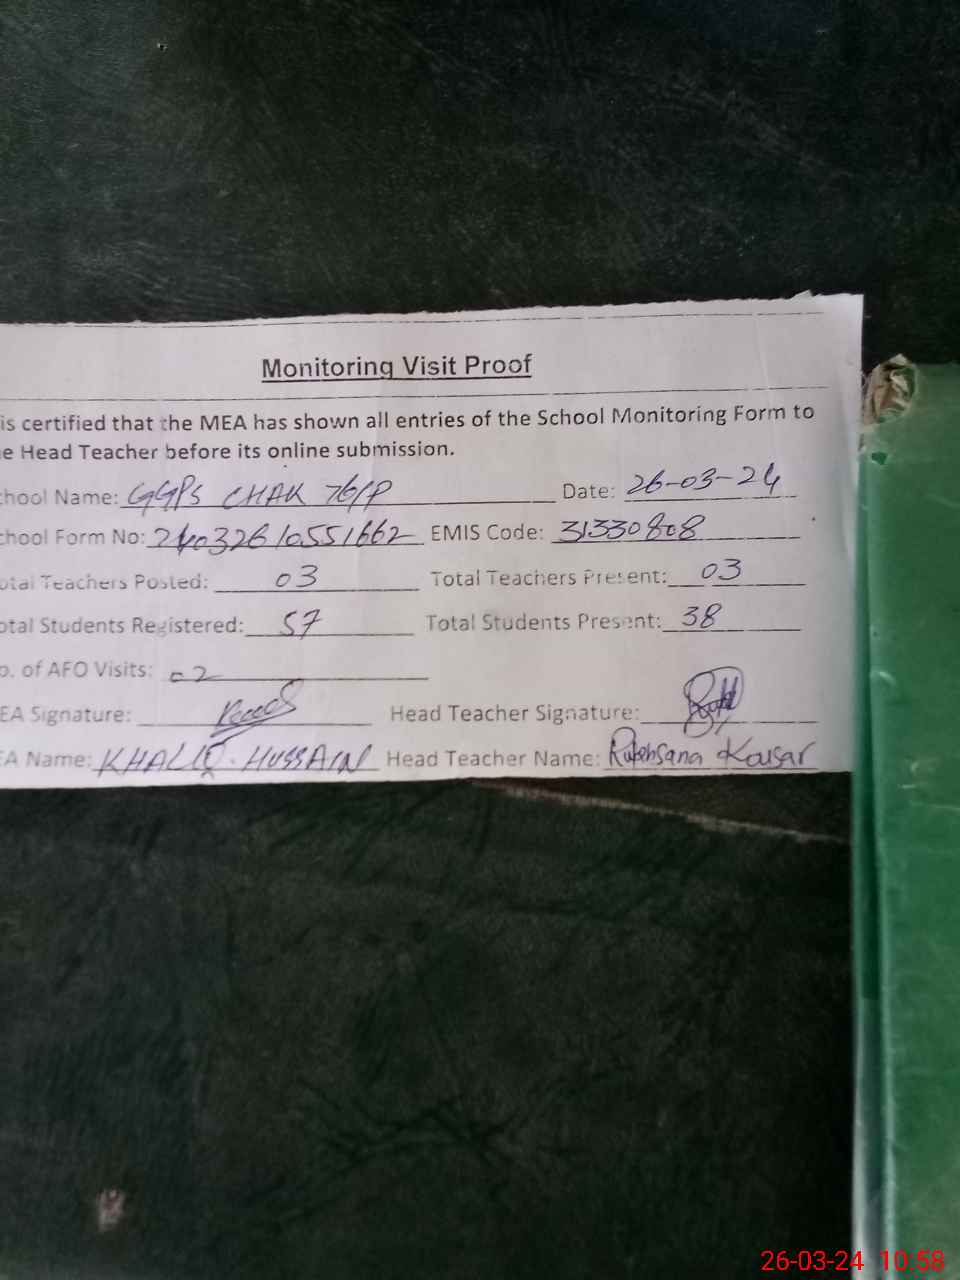 Monitoring Visit Proof
is certified that the MEA has shown all entries of the School Monitoring Form to
e Head Teacher before its online submission.
chool Name: GGPS CHAK 76/P Date: 26-03-24
chool Form No: 24032610551662 EMIS Code: 31330808
otal Teachers Posted: 03 Total Teachers Present: 03
otal Students Registered: 57 Total Students Present: 38
o. of AFO Visits: 02
EA Signature: Head Teacher Signature:
EA Name: KHALIQ. HUSSAIN Head Teacher Name: Rukhsana Kousar
26-03-24 10:58